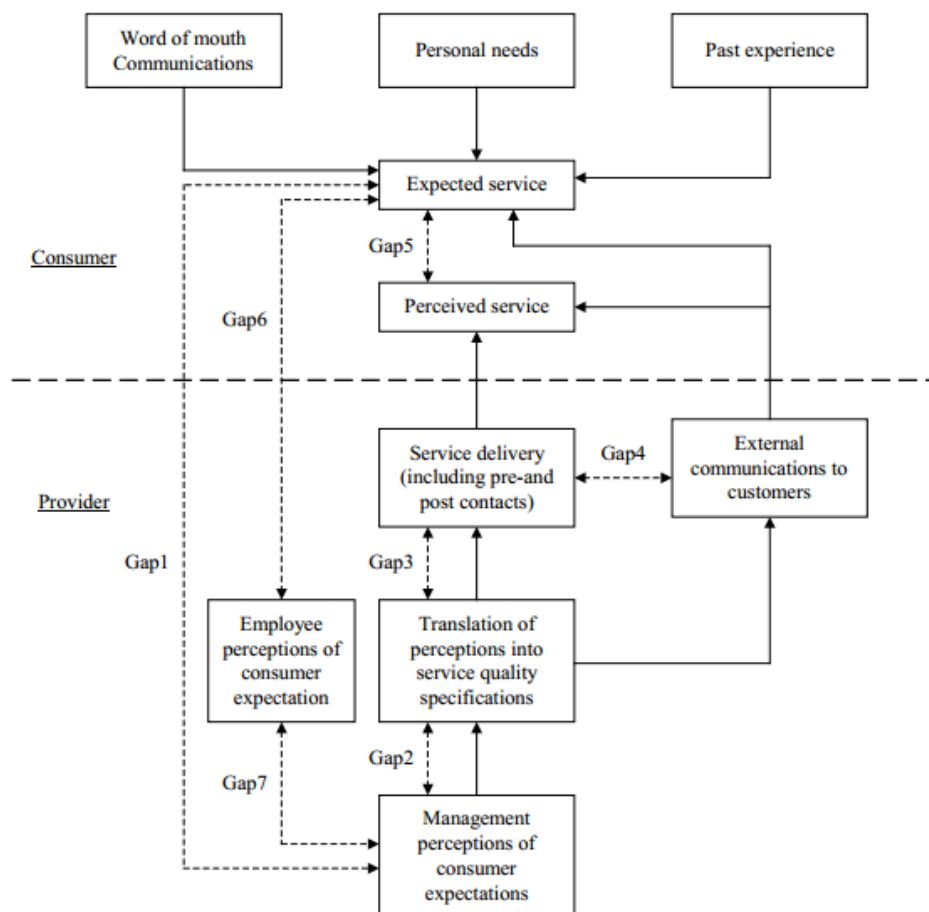 Word of mouth
Communications
Personal needs
Past experience
Expected service
Gap5
Consumer
Perceived service
Gap6
Service delivery
(including pre-and
post contacts)
Gap4
External
communications to
customers
Provider
Gap1
Gap3
Employee
perceptions of
consumer
expectation
Translation of
perceptions into
service quality
specifications
Gap2
Gap7
Management
perceptions of
consumer
expectations